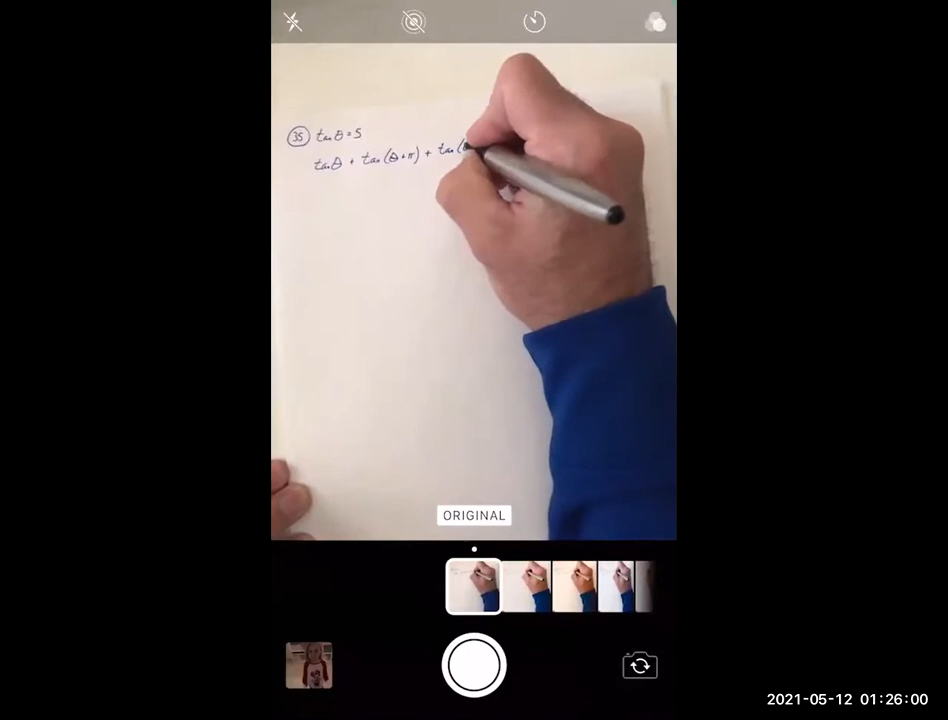 35 tan θ = 5
tan θ + tan (θ+π) + tan (θ
ORIGINAL
2021-05-12 01:26:00